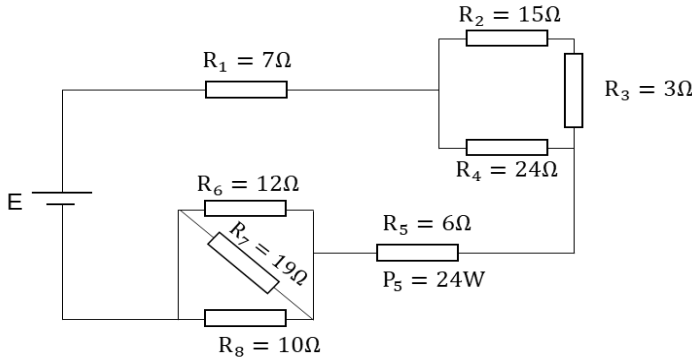 R₂ = 15Ω
R₁ = 7Ω
R₃ = 3Ω
R₄ = 24Ω
R₆ = 12Ω
E
R₇ = 19Ω
R₅ = 6Ω
P₅ = 24W
R₈ = 10Ω